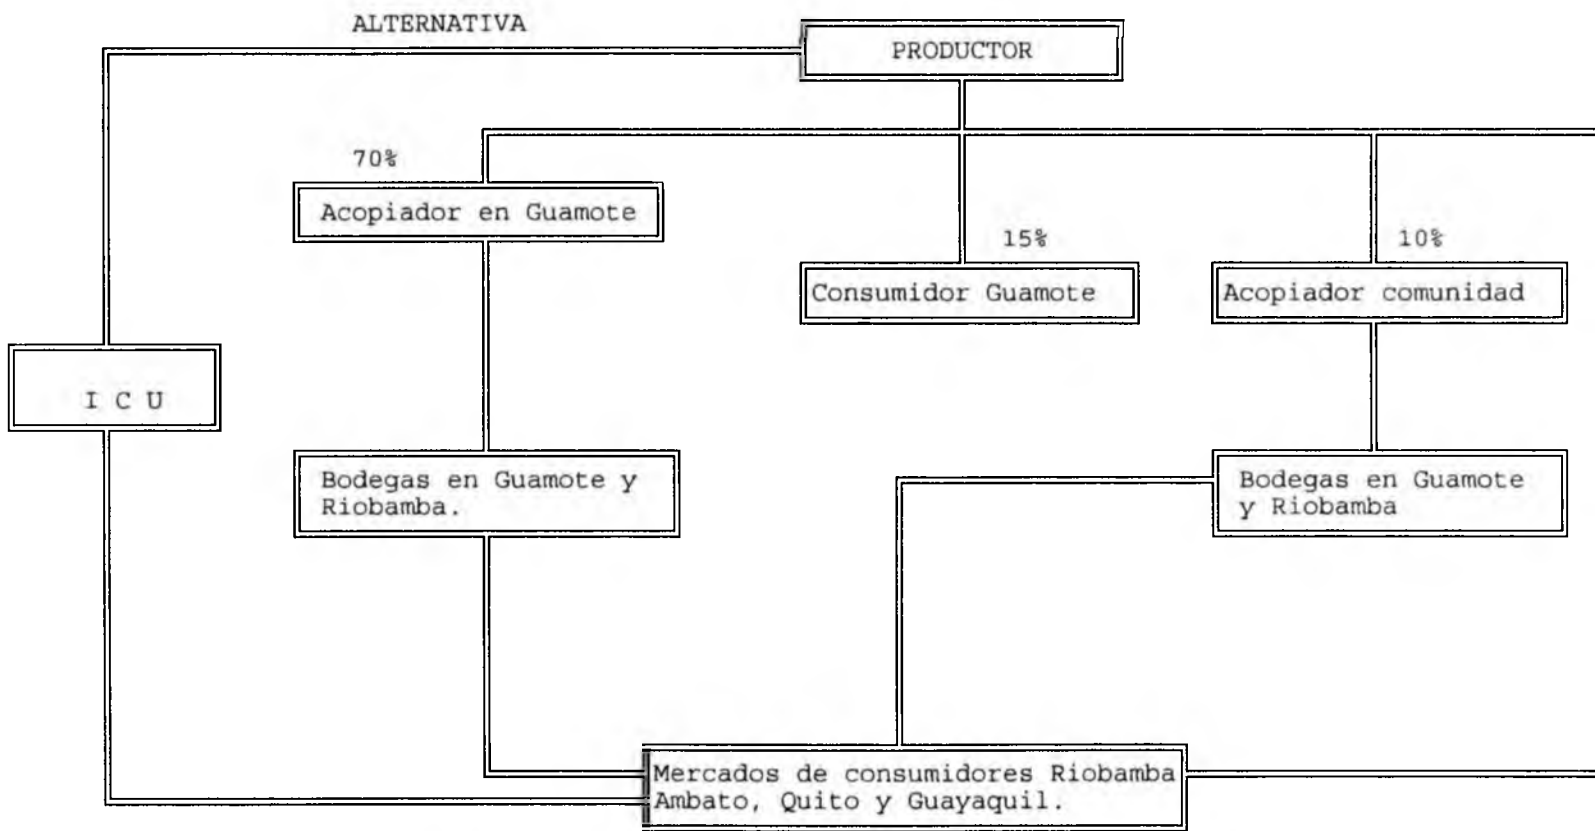 ALTERNATIVA
PRODUCTOR
70%
Acopiador en Guamote
15%
10%
Consumidor Guamote
Acopiador comunidad
I C U
Bodegas en Guamote y
Riobamba.
Bodegas en Guamote
y Riobamba
Mercados de consumidores Riobamba
Ambato, Quito y Guayaquil.